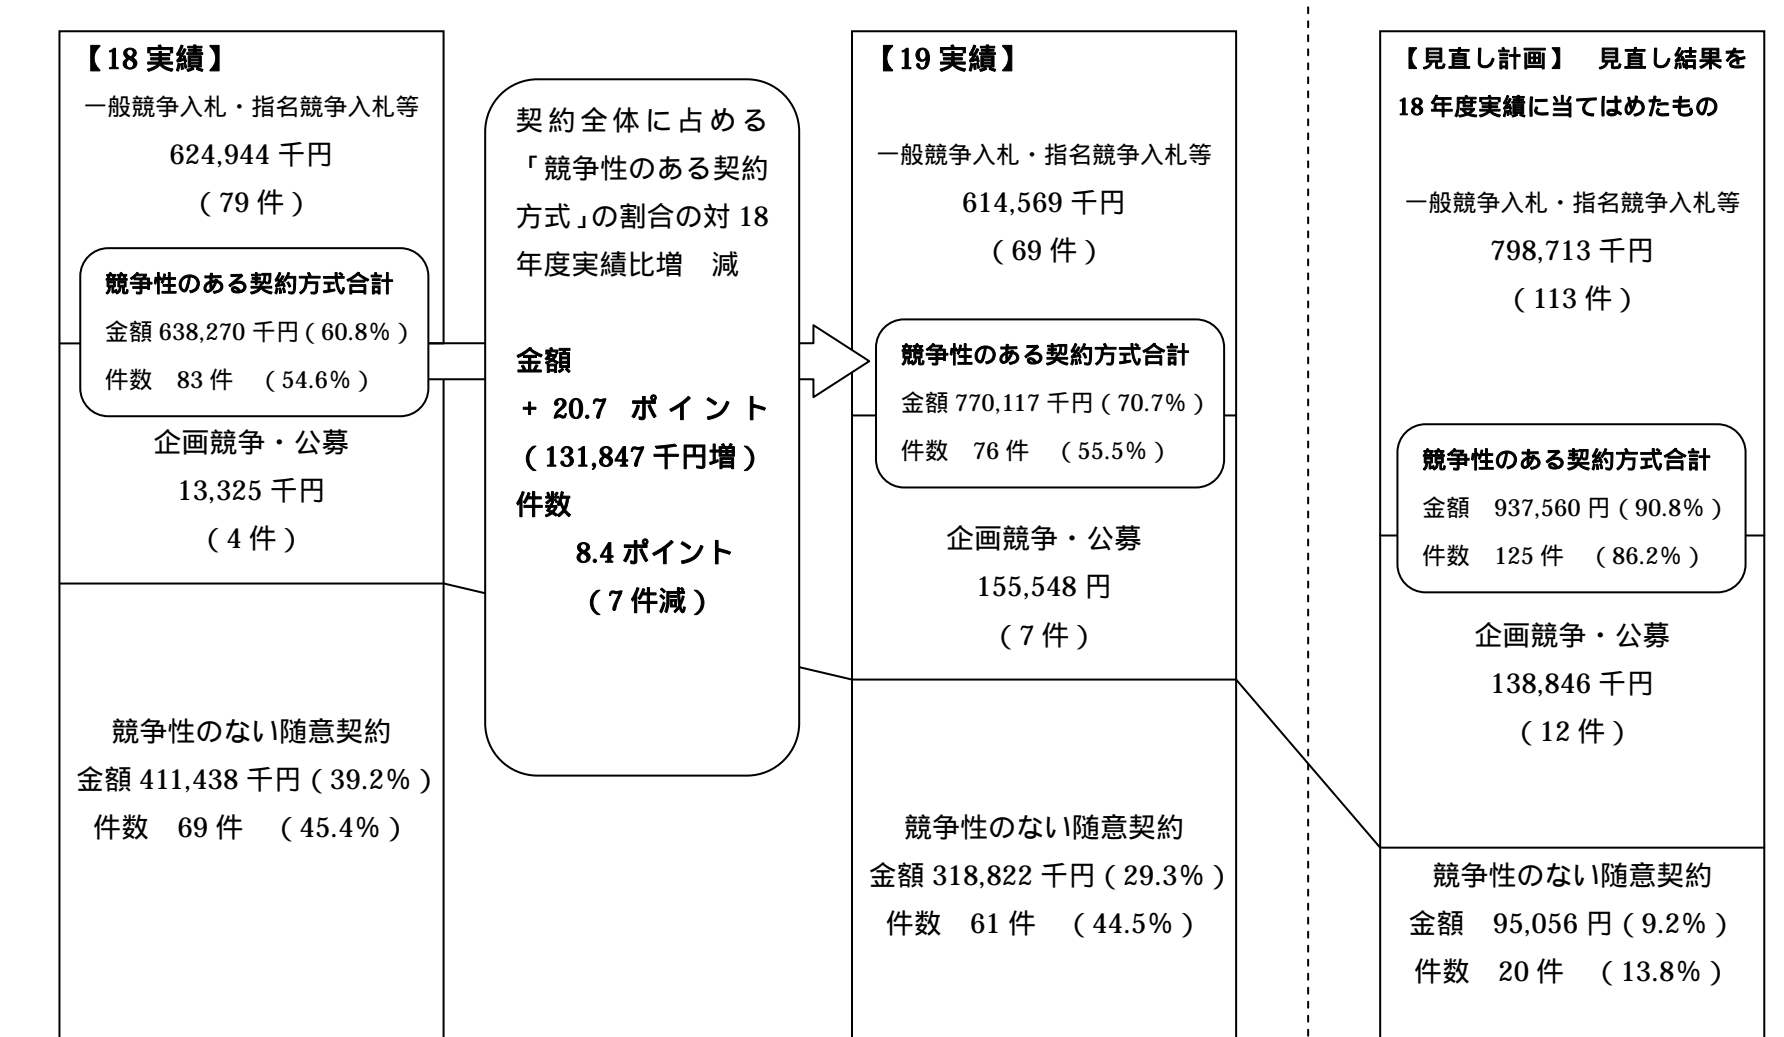 【18 実績】
一般競争入札・指名競争入札等
624,944 千円
( 79 件 )
競争性のある契約方式合計
金額 638,270 千円 ( 60.8% )
件数　83 件　( 54.6% )
企画競争・公募
13,325 千円
( 4 件 )
競争性のない随意契約
金額 411,438 千円 ( 39.2% )
件数　69 件　( 45.4% )
契約全体に占める
「競争性のある契約
方式」の割合の対 18
年度実績比増　減
金額
+ 20.7 ポイント
( 131,847 千円増 )
件数
8.4 ポイント
( 7 件減 )
【19 実績】
一般競争入札・指名競争入札等
614,569 千円
( 69 件 )
競争性のある契約方式合計
金額 770,117 千円 ( 70.7% )
件数　76 件　( 55.5% )
企画競争・公募
155,548 円
( 7 件 )
競争性のない随意契約
金額 318,822 千円 ( 29.3% )
件数　61 件　( 44.5% )
【見直し計画】　見直し結果を
18 年度実績に当てはめたもの
一般競争入札・指名競争入札等
798,713 千円
( 113 件 )
競争性のある契約方式合計
金額　937,560 円 ( 90.8% )
件数　125 件　( 86.2% )
企画競争・公募
138,846 千円
( 12 件 )
競争性のない随意契約
金額　95,056 円 ( 9.2% )
件数　20 件　( 13.8% )